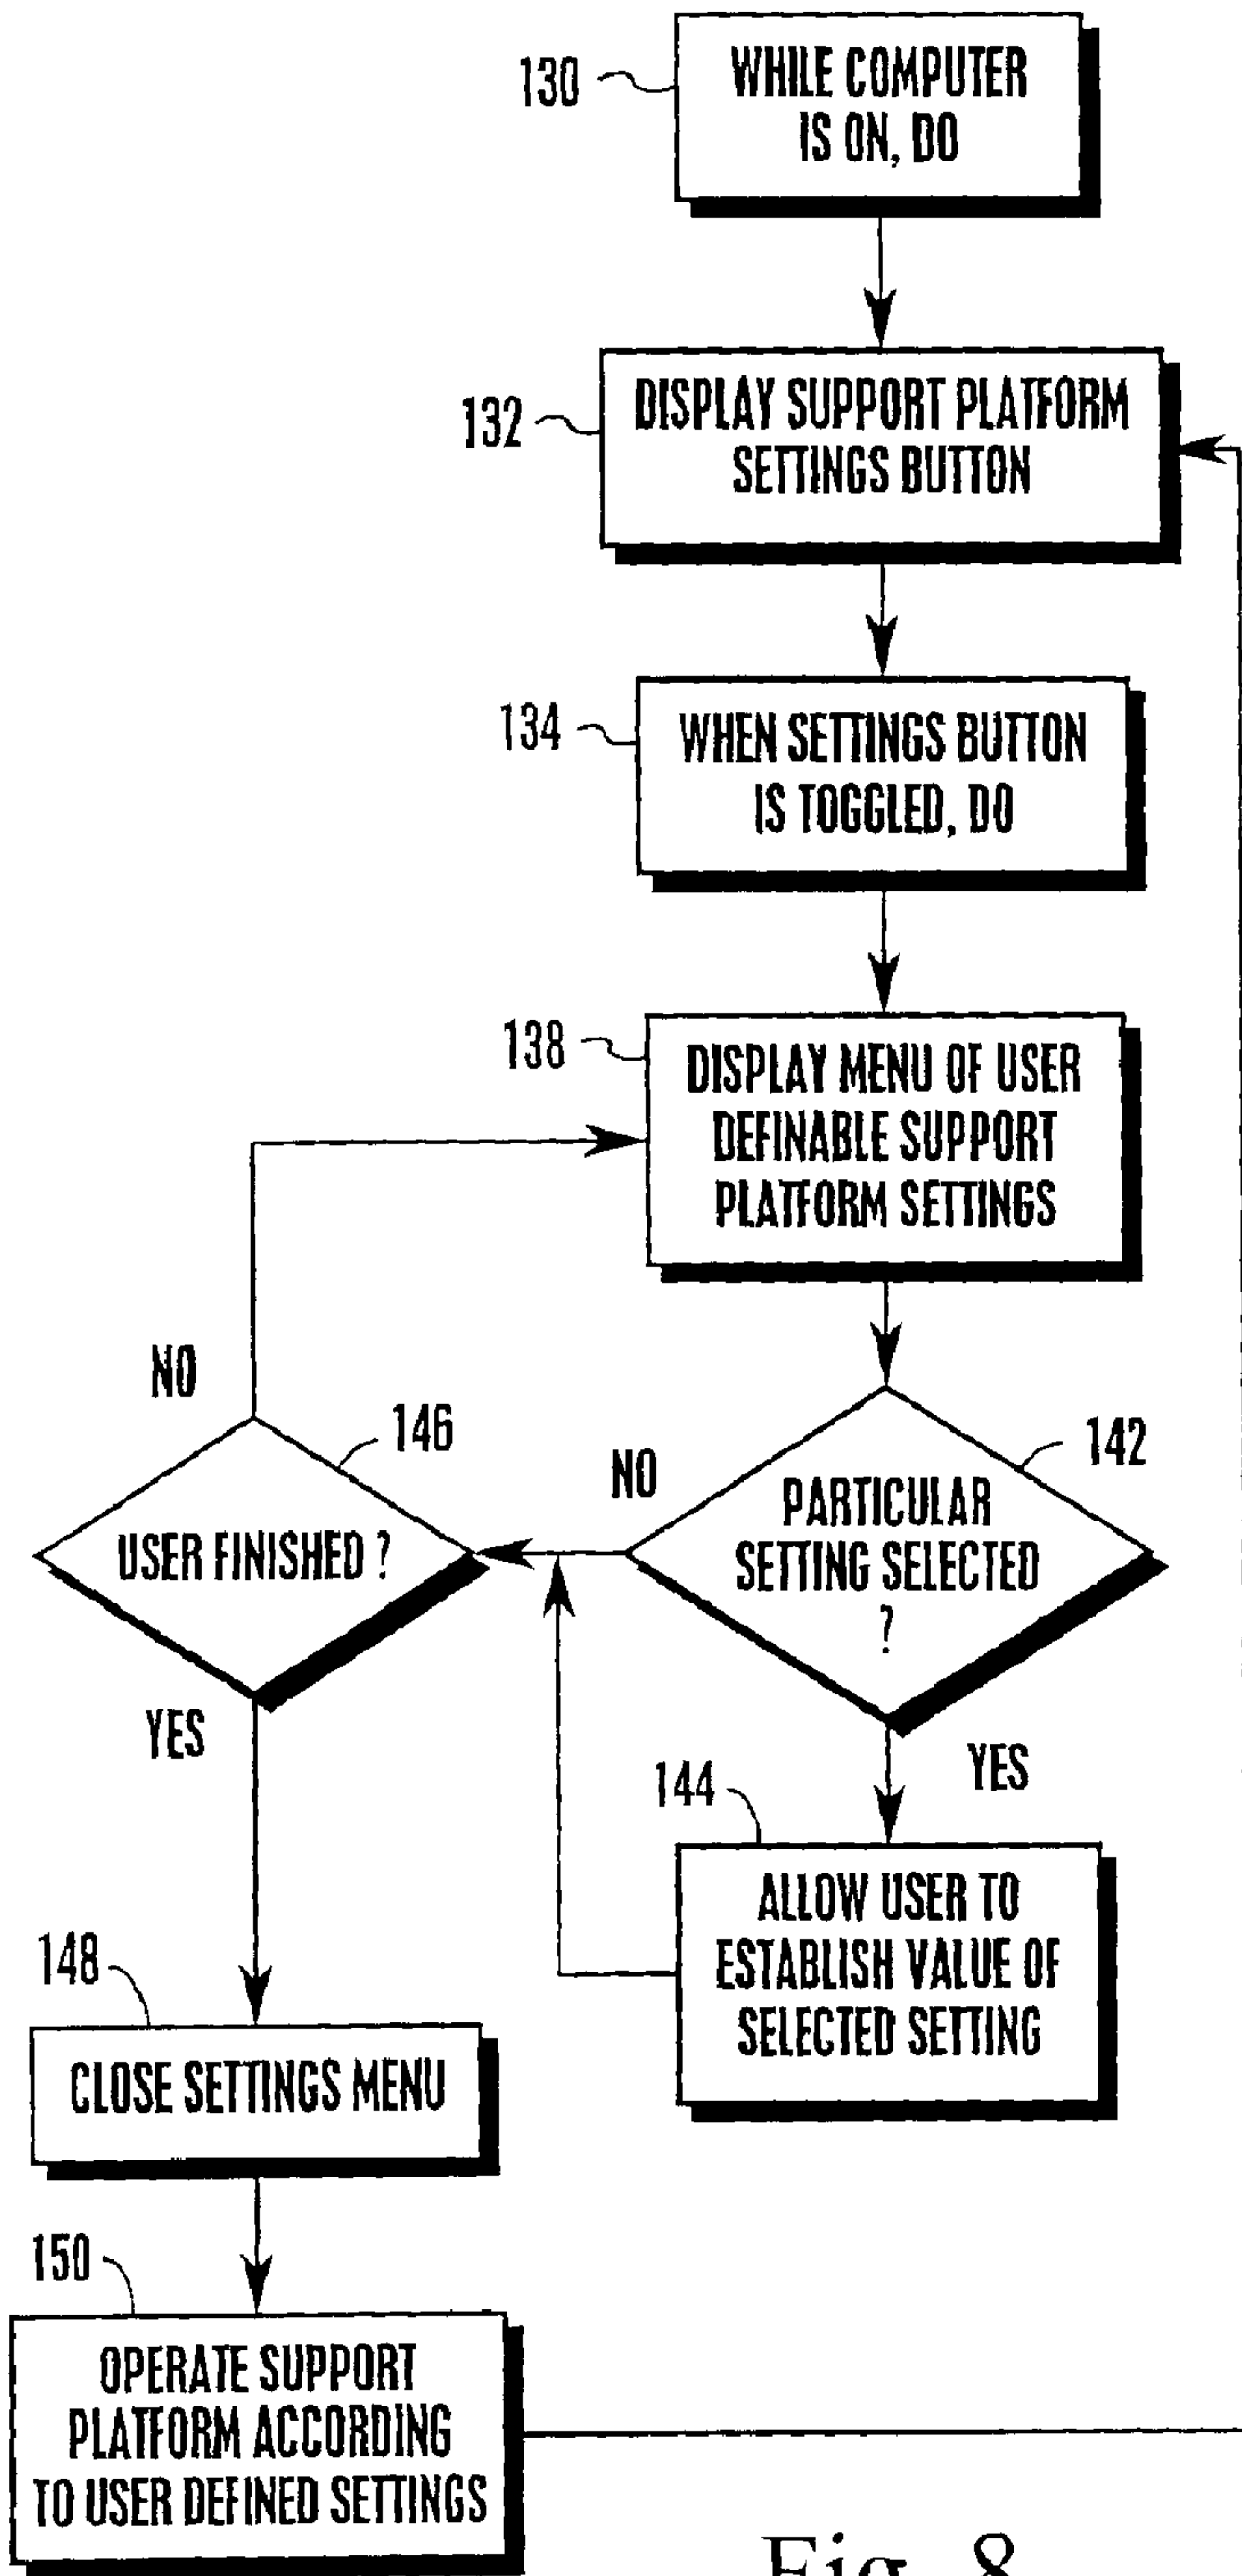 130
WHILE COMPUTER
IS ON, DO
132
DISPLAY SUPPORT PLATFORM
SETTINGS BUTTON
134
WHEN SETTINGS BUTTON
IS TOGGLED, DO
138
DISPLAY MENU OF USER
DEFINABLE SUPPORT
PLATFORM SETTINGS
NO
146
USER FINISHED ?
YES
NO
142
PARTICULAR
SETTING SELECTED
?
YES
144
ALLOW USER TO
ESTABLISH VALUE OF
SELECTED SETTING
148
CLOSE SETTINGS MENU
150
OPERATE SUPPORT
PLATFORM ACCORDING
TO USER DEFINED SETTINGS
Fig. 8